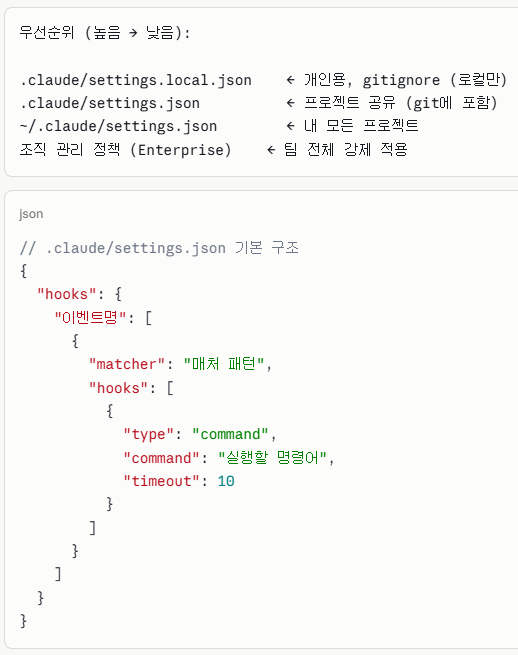 우선순위 (높음 → 낮음):
.claude/settings.local.json    ← 개인용, gitignore (로컬만)
.claude/settings.json          ← 프로젝트 공유 (git에 포함)
~/.claude/settings.json        ← 내 모든 프로젝트
조직 관리 정책 (Enterprise)    ← 팀 전체 강제 적용
json
// .claude/settings.json 기본 구조
{
  "hooks": {
    "이벤트명": [
      {
        "matcher": "매처 패턴",
        "hooks": [
          {
            "type": "command",
            "command": "실행할 명령어",
            "timeout": 10
          }
        ]
      }
    ]
  }
}